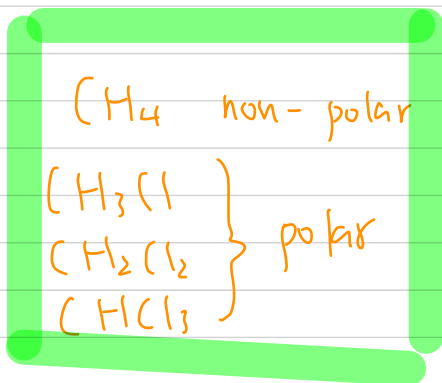 CH₄ non-polar
CH₃Cl
CH₂Cl₂ } polar
CHCl₃